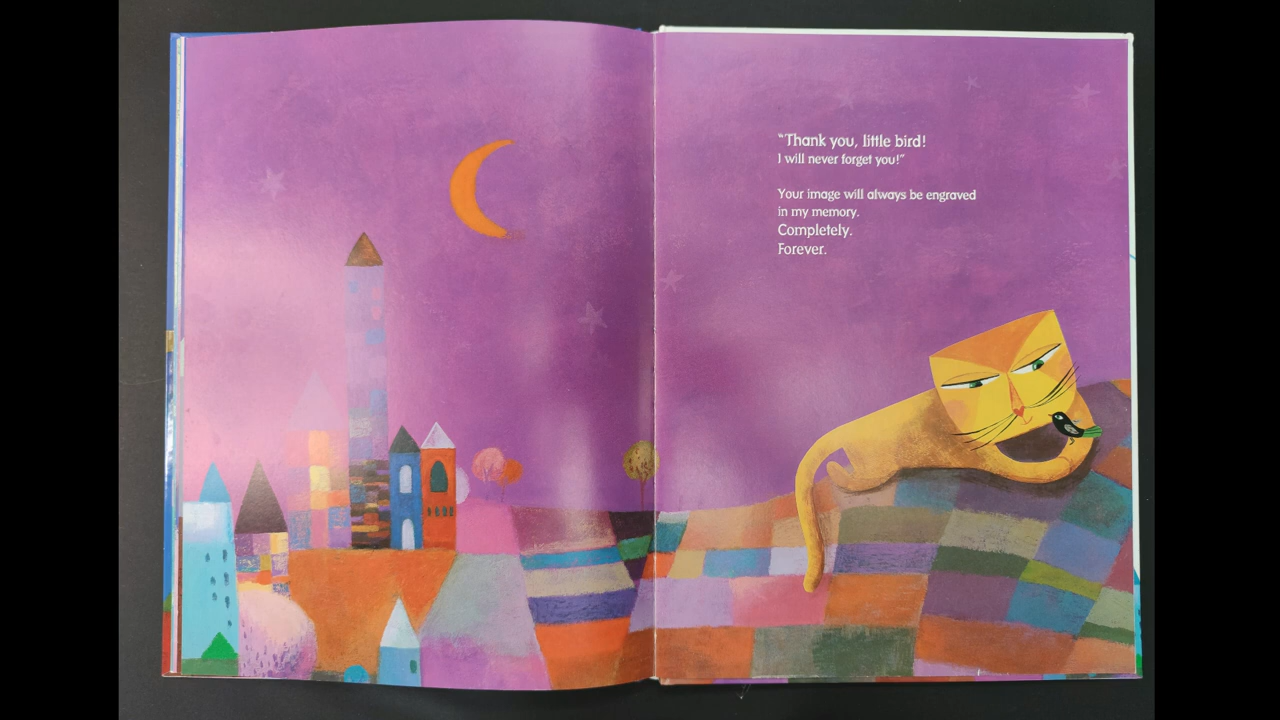 “Thank you, little bird!
I will never forget you!”
Your image will always be engraved
in my memory.
Completely.
Forever.